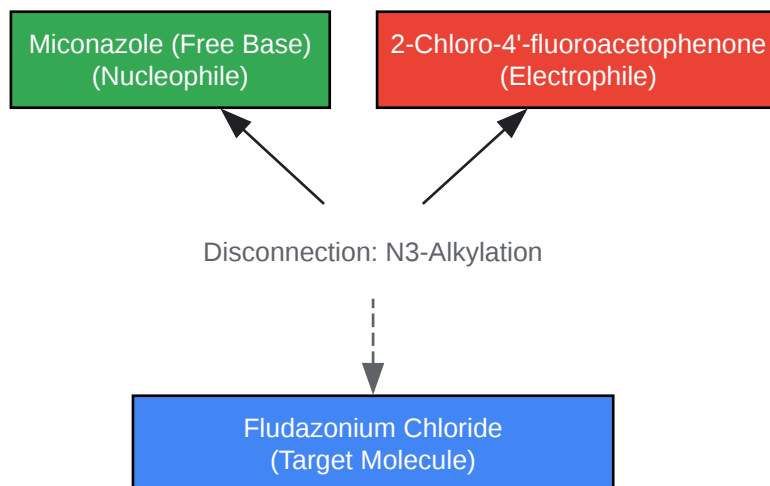 Miconazole (Free Base)
(Nucleophile)
2-Chloro-4'-fluoroacetophenone
(Electrophile)
Disconnection: N3-Alkylation
Fludazonium Chloride
(Target Molecule)